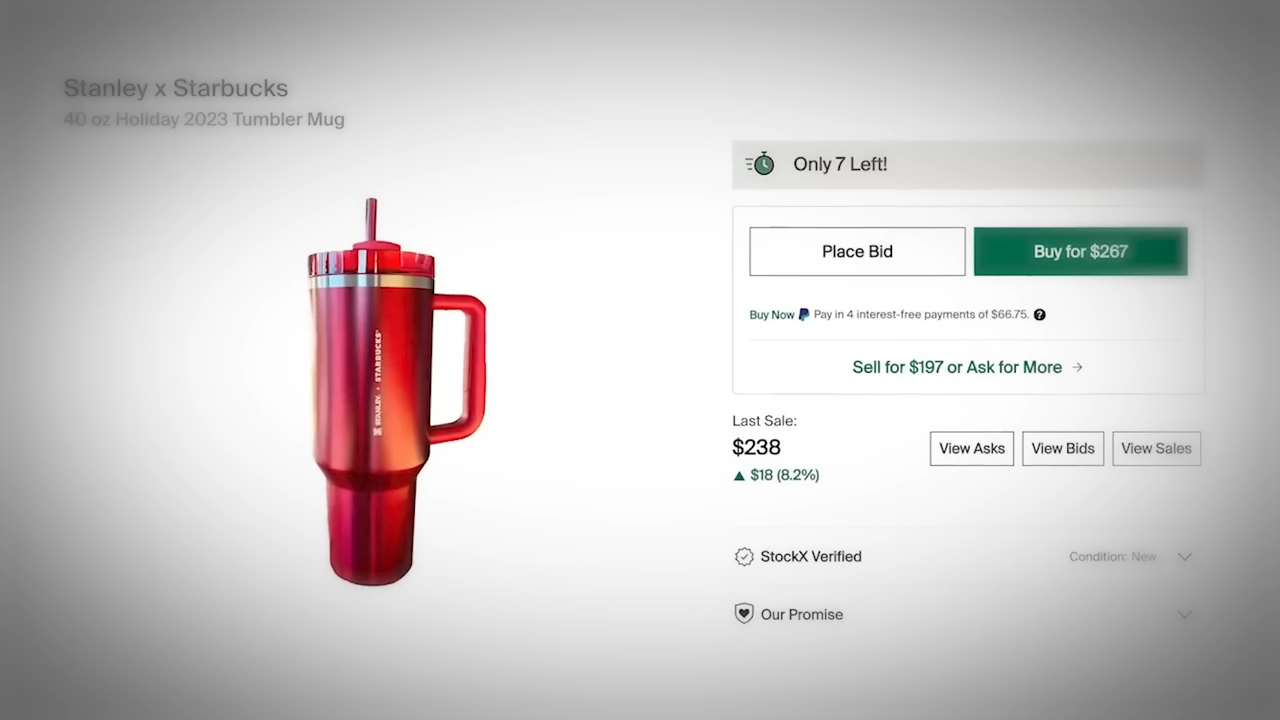 Stanley x Starbucks
40 oz Holiday 2023 Tumbler Mug
Only 7 Left!
Place Bid
Buy for $267
Buy Now Pay in 4 interest-free payments of $66.75. ?
Sell for $197 or Ask for More →
Last Sale:
$238
▲ $18 (8.2%)
View Asks
View Bids
View Sales
StockX Verified
Condition: New
Our Promise
STANLEY + STARBUCKS